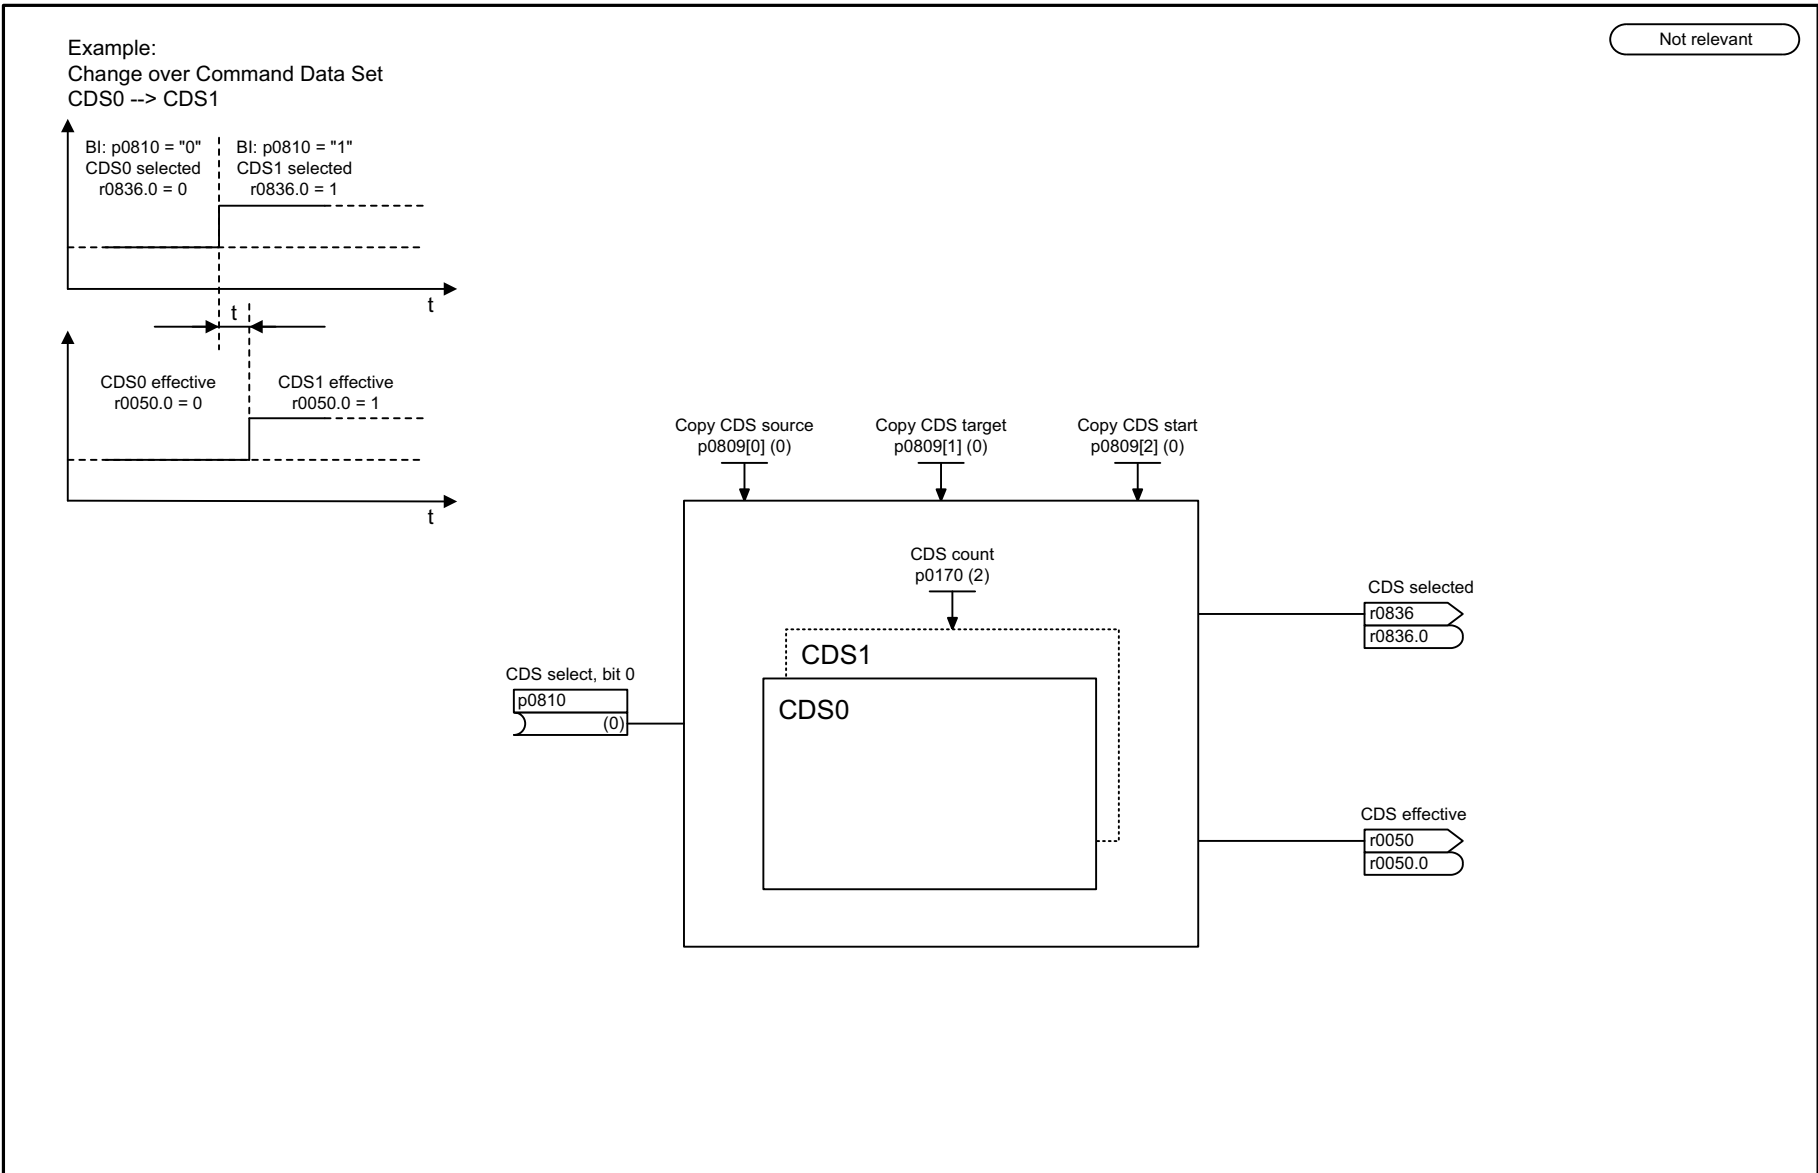 Example:
Change over Command Data Set
CDS0 --> CDS1
Not relevant
BI: p0810 = "0"
CDS0 selected
r0836.0 = 0
BI: p0810 = "1"
CDS1 selected
r0836.0 = 1
t
t
CDS0 effective
r0050.0 = 0
CDS1 effective
r0050.0 = 1
t
Copy CDS source
p0809[0] (0)
Copy CDS target
p0809[1] (0)
Copy CDS start
p0809[2] (0)
CDS count
p0170 (2)
CDS1
CDS0
CDS select, bit 0
p0810
(0)
CDS selected
r0836
r0836.0
CDS effective
r0050
r0050.0